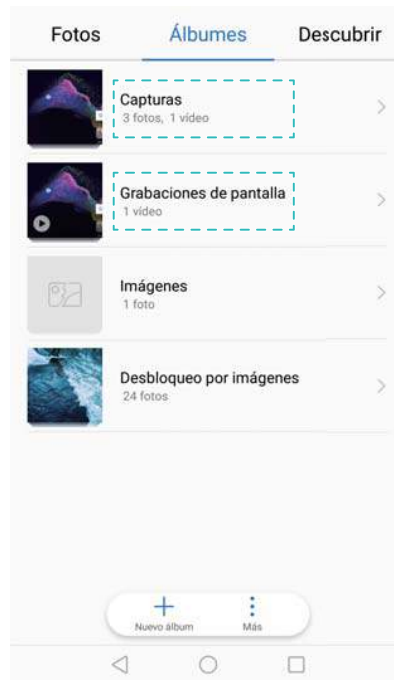 Fotos Álbumes Descubrir
Capturas
3 fotos, 1 vídeo
Grabaciones de pantalla
1 vídeo
Imágenes
1 foto
Desbloqueo por imágenes
24 fotos
Nuevo álbum Más